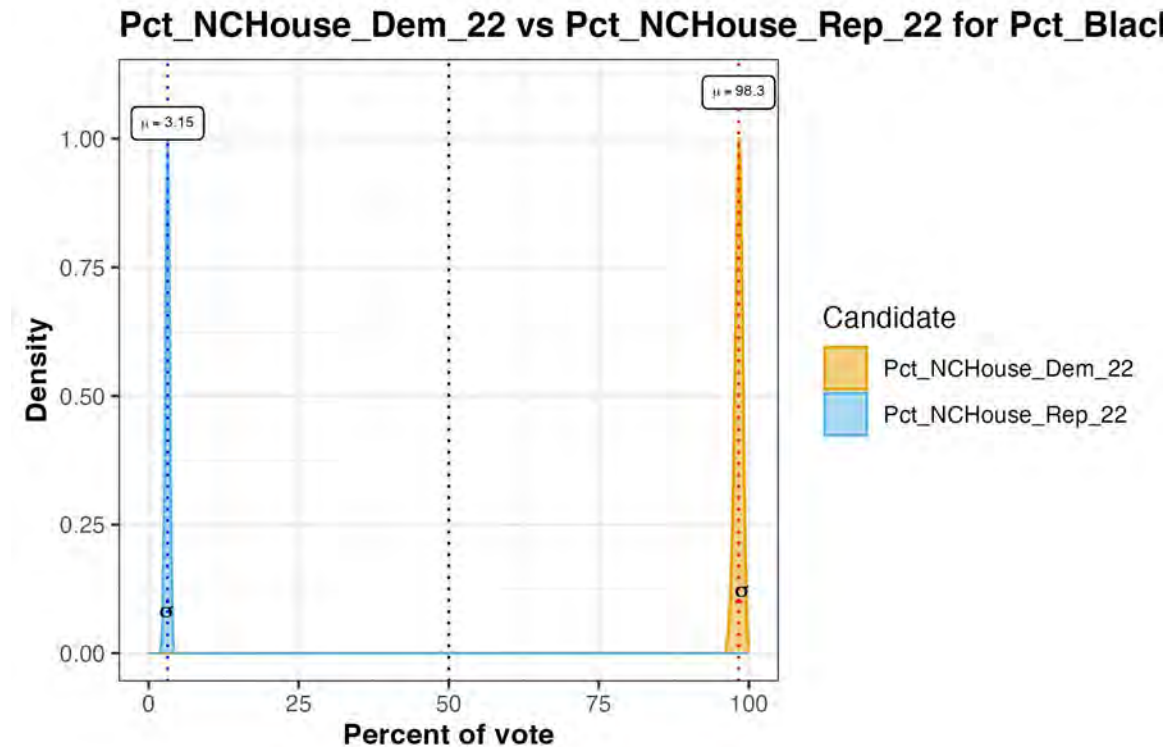 Pct_NCHouse_Dem_22 vs Pct_NCHouse_Rep_22 for Pct_Blac
μ = 98.3
μ = 3.15
1.00
0.75
0.50
0.25
0.00
Density
σ
σ
0 25 50 75 100
Percent of vote
Candidate
Pct_NCHouse_Dem_22
Pct_NCHouse_Rep_22